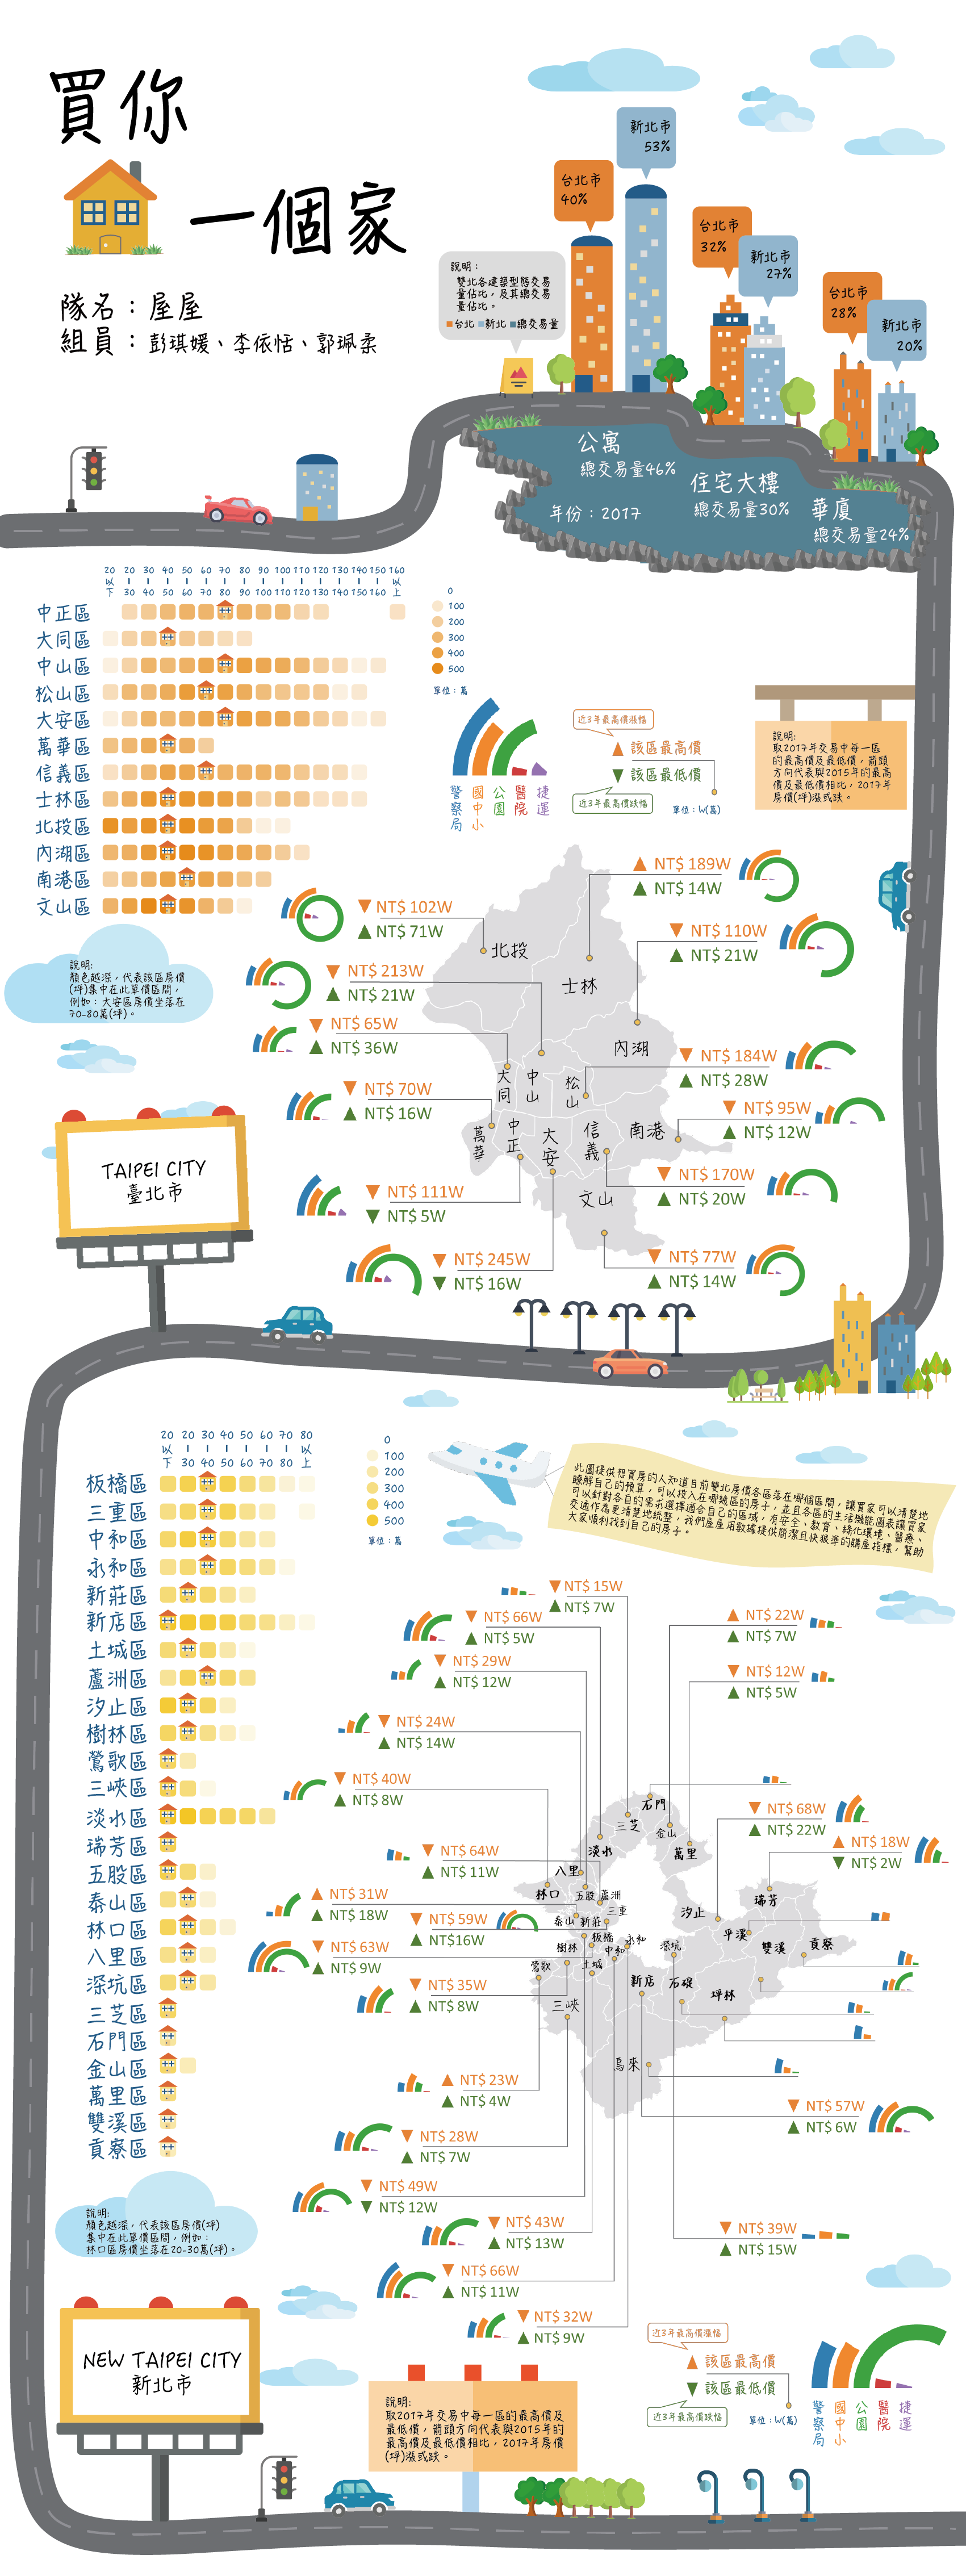 買你
一個家
隊名：屋屋
組員：彭琪媛、李依恬、郭珮柔
說明：
雙北各建築型態交易
量佔比，及其總交易
量佔比。
台北 新北 總交易量
台北市
40%
新北市
53%
台北市
32%
新北市
27%
台北市
28%
新北市
20%
公寓
總交易量46%
住宅大樓
總交易量30%
華廈
總交易量24%
年份：2017
20以下 20-30 30-40 40-50 50-60 60-70 70-80 80-90 90-100 100-110 110-120 120-130 130-140 140-150 150-160 160以上
中正區
大同區
中山區
松山區
大安區
萬華區
信義區
士林區
北投區
內湖區
南港區
文山區
0
100
200
300
400
500
單位：萬
警察局 國中小 公園 醫院 捷運
近3年最高價漲幅
該區最高價
該區最低價
近3年最高價跌幅
單位：W(萬)
說明：
取2017年交易中每一區
的最高價及最低價，箭頭
方向代表與2015年的最高
價及最低價相比，2017年
房價(坪)漲或跌。
說明：
顏色越深，代表該區房價
(坪)集中在此單價區間，
例如：大安區房價坐落在
70-80萬(坪)。
▼ NT$ 102W
▲ NT$ 71W
▼ NT$ 213W
▲ NT$ 21W
▼ NT$ 65W
▲ NT$ 36W
▼ NT$ 70W
▲ NT$ 16W
▼ NT$ 111W
▼ NT$ 5W
▼ NT$ 245W
▼ NT$ 16W
▲ NT$ 189W
▲ NT$ 14W
▼ NT$ 110W
▲ NT$ 21W
▼ NT$ 184W
▲ NT$ 28W
▼ NT$ 95W
▲ NT$ 12W
▼ NT$ 170W
▲ NT$ 20W
▼ NT$ 77W
▲ NT$ 14W
北投
士林
內湖
大同
中山
松山
萬華
中正
大安
信義
南港
文山
TAIPEI CITY
臺北市
20以下 20-30 30-40 40-50 50-60 60-70 70-80 80以上
板橋區
三重區
中和區
永和區
新莊區
新店區
土城區
蘆洲區
汐止區
樹林區
鶯歌區
三峽區
淡水區
瑞芳區
五股區
泰山區
林口區
八里區
深坑區
三芝區
石門區
金山區
萬里區
雙溪區
貢寮區
0
100
200
300
400
500
單位：萬
此圖提供想買房的人知道目前雙北房價各區落在哪個區間，讓買家可以清楚地
瞭解自己的預算，可以投入在哪塊區的房子，並且各區的生活機能圖表讓買家
可以針對各自的需求選擇適合自己的區域，有安全、教育、綠化環境、醫療、
交通作為更清楚地統整，我們屋屋用數據提供簡潔且快狠準的購屋指標，幫助
大家順利找到自己的房子。
▼ NT$ 15W
▲ NT$ 7W
▼ NT$ 66W
▲ NT$ 5W
▼ NT$ 29W
▲ NT$ 12W
▼ NT$ 24W
▲ NT$ 14W
▼ NT$ 40W
▲ NT$ 8W
▼ NT$ 64W
▲ NT$ 11W
▲ NT$ 31W
▲ NT$ 18W
▼ NT$ 59W
▲ NT$16W
▼ NT$ 63W
▲ NT$ 9W
▼ NT$ 35W
▲ NT$ 8W
▲ NT$ 23W
▲ NT$ 4W
▼ NT$ 28W
▲ NT$ 7W
▼ NT$ 49W
▼ NT$ 12W
▼ NT$ 43W
▲ NT$ 13W
▼ NT$ 66W
▲ NT$ 11W
▼ NT$ 32W
▲ NT$ 9W
▲ NT$ 22W
▲ NT$ 7W
▼ NT$ 12W
▲ NT$ 5W
▼ NT$ 68W
▲ NT$ 22W
▲ NT$ 18W
▼ NT$ 2W
▼ NT$ 57W
▲ NT$ 6W
▼ NT$ 39W
▲ NT$ 15W
石門
三芝
金山
淡水
萬里
八里
林口
五股
蘆洲
三重
泰山
新莊
汐止
瑞芳
平溪
雙溪
貢寮
板橋
永和
中和
樹林
土城
深坑
鶯歌
新店
石碇
坪林
三峽
烏來
說明：
顏色越深，代表該區房價(坪)
集中在此單價區間，例如：
林口區房價坐落在20-30萬(坪)。
NEW TAIPEI CITY
新北市
說明：
取2017年交易中每一區的最高價及
最低價，箭頭方向代表與2015年的
最高價及最低價相比，2017年房價
(坪)漲或跌。
近3年最高價漲幅
該區最高價
該區最低價
近3年最高價跌幅
單位：W(萬)
警察局 國中小 公園 醫院 捷運